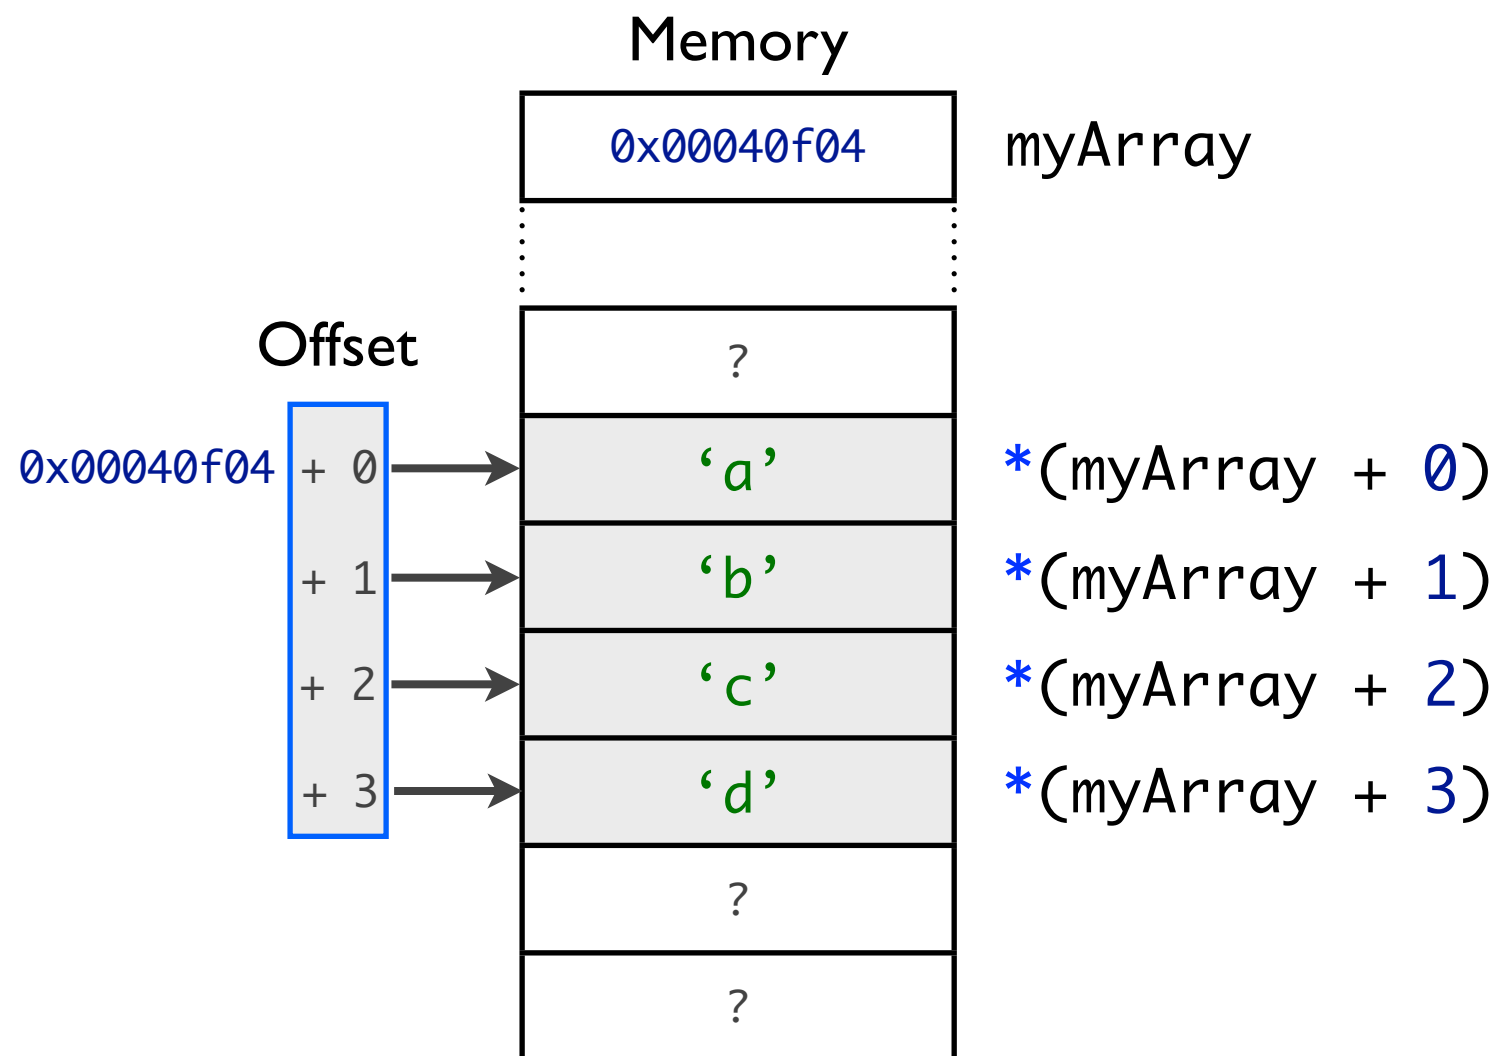 Memory
0x00040f04 myArray
?
Offset
0x00040f04 + 0 ‘a’ *(myArray + 0)
+ 1 ‘b’ *(myArray + 1)
+ 2 ‘c’ *(myArray + 2)
+ 3 ‘d’ *(myArray + 3)
?
?